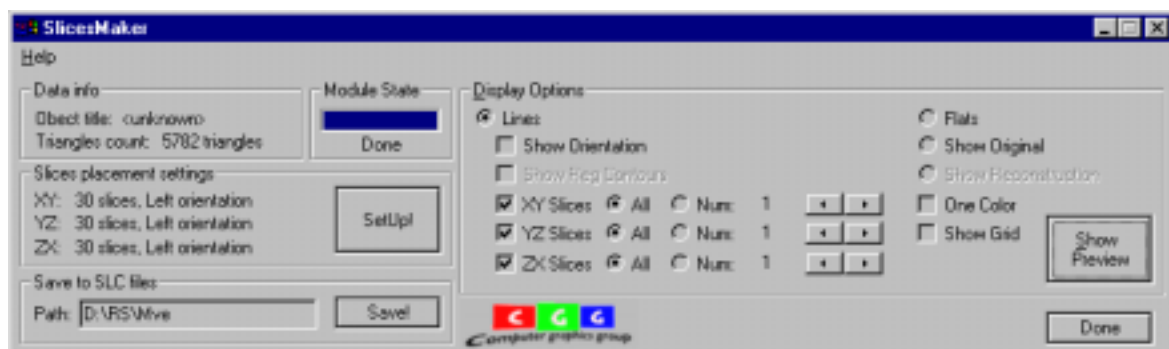 SlicesMaker
Help
Data info
Obect title: <unknown>
Triangles count: 5782 triangles
Module State
Done
Slices placement settings
XY: 30 slices, Left orientation
YZ: 30 slices, Left orientation
ZX: 30 slices, Left orientation
SetUp!
Save to SLC files
Path: D:\RS\Mve
Save!
Display Options
Lines
Show Orientation
Show Reg Contours
XY Slices All Num: 1
YZ Slices All Num: 1
ZX Slices All Num: 1
Flats
Show Original
Show Reconstruction
One Color
Show Grid
Show Preview
C G G
Computer graphics group
Done